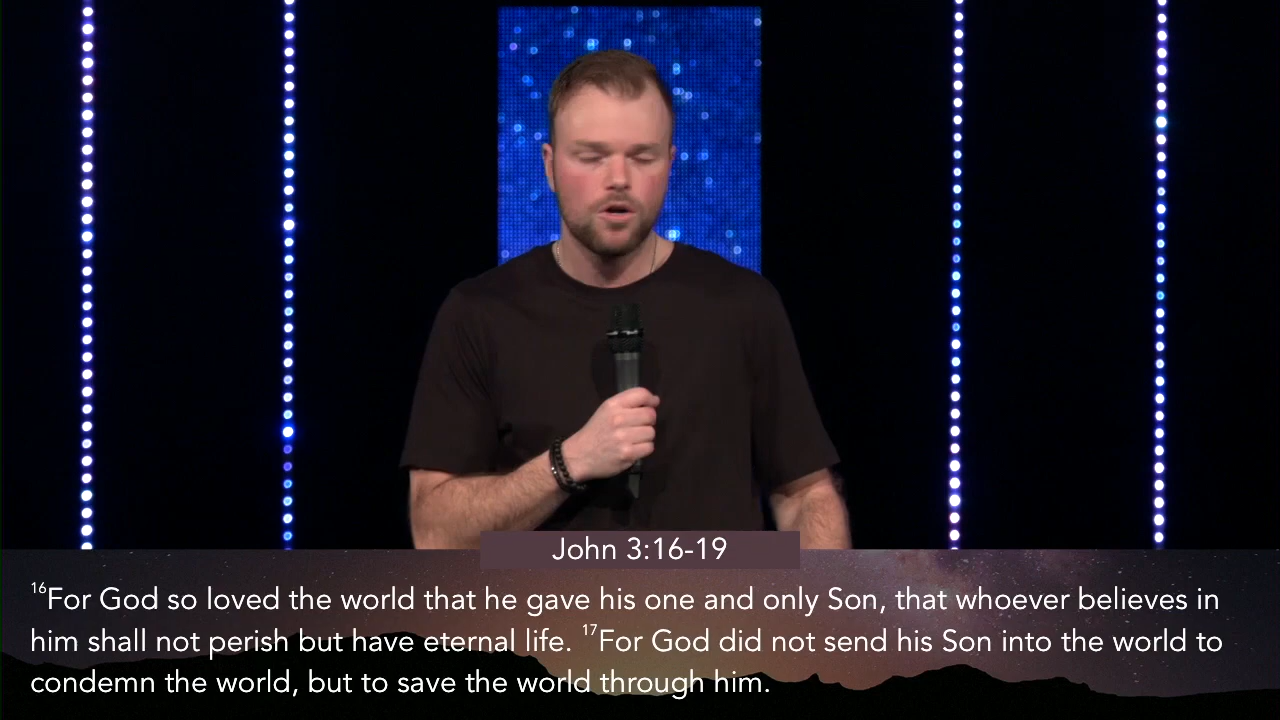 John 3:16-19
¹⁶For God so loved the world that he gave his one and only Son, that whoever believes in
him shall not perish but have eternal life. ¹⁷For God did not send his Son into the world to
condemn the world, but to save the world through him.